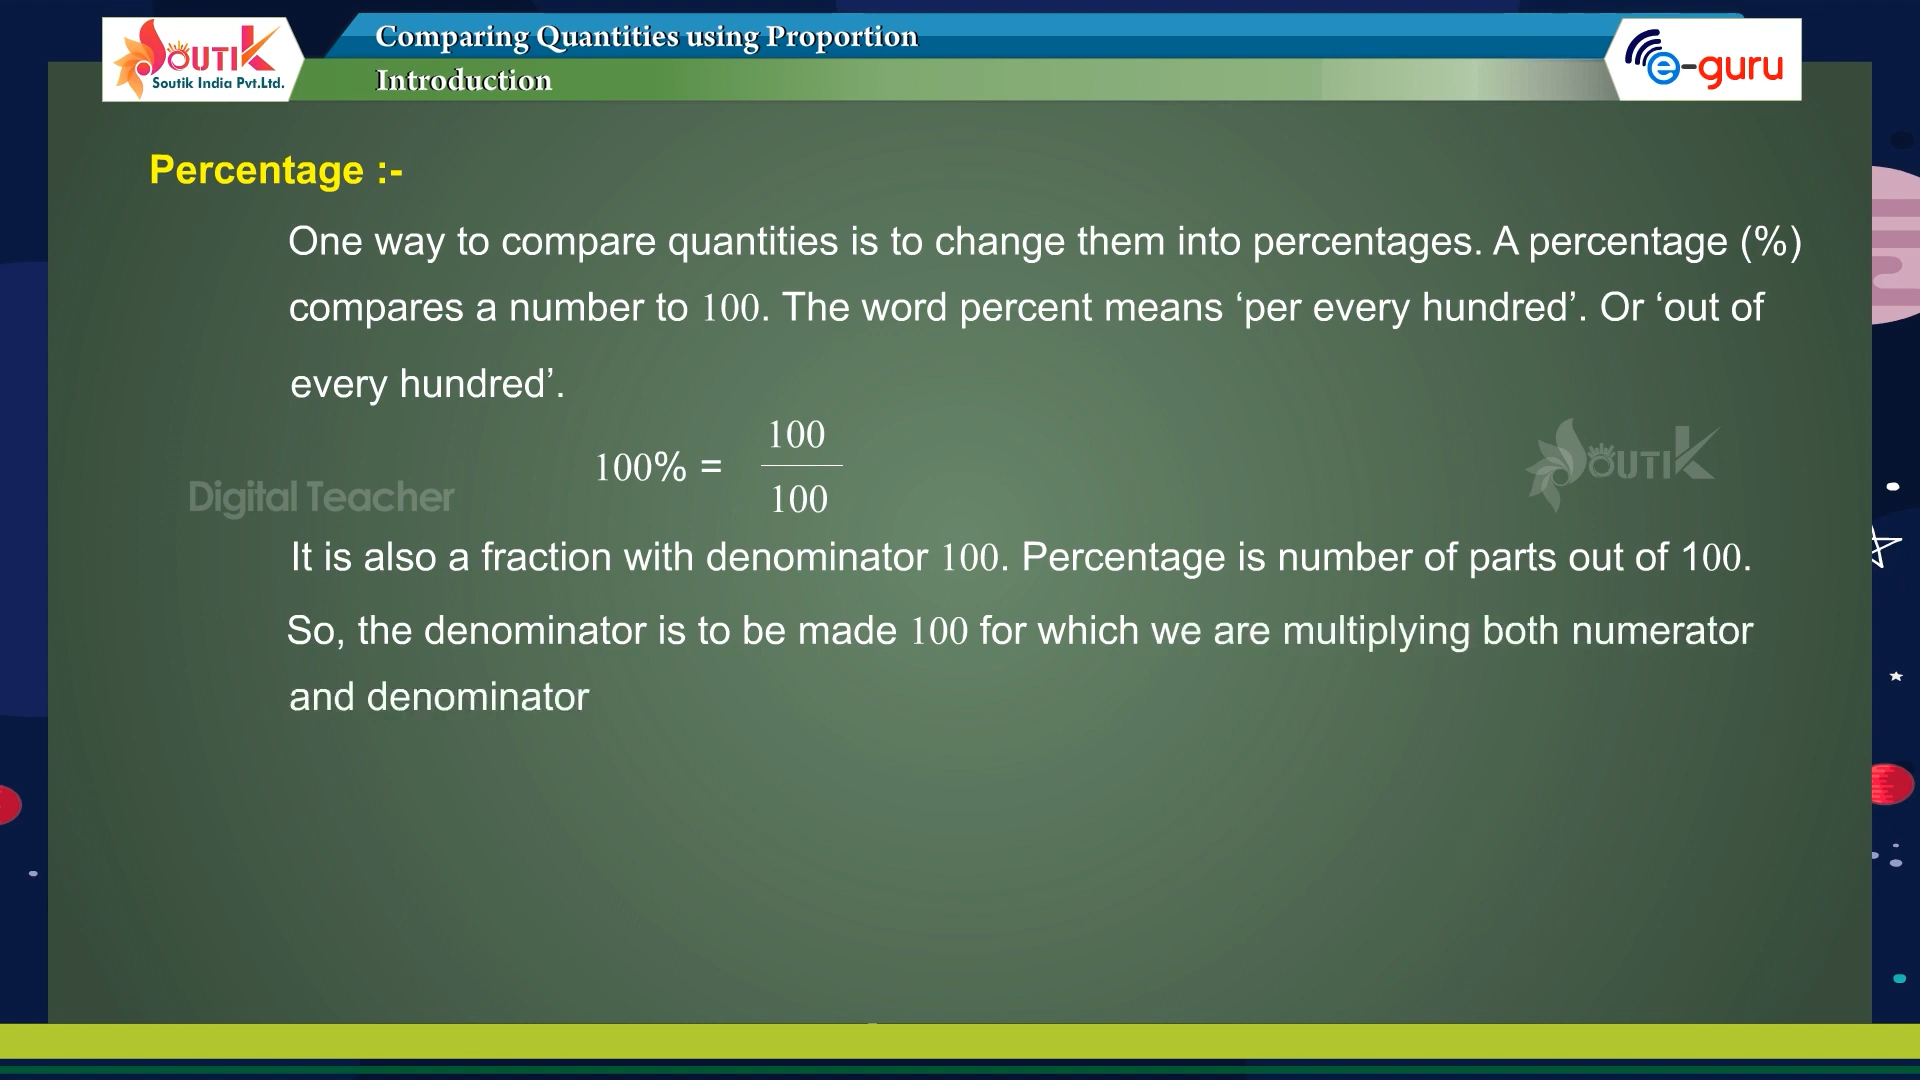 SOUTIK
Soutik India Pvt.Ltd.
Comparing Quantities using Proportion
Introduction
e-guru
Percentage :-
One way to compare quantities is to change them into percentages. A percentage (%)
compares a number to 100. The word percent means ‘per every hundred’. Or ‘out of
every hundred’.
100% = 100/100
Digital Teacher
SOUTIK
It is also a fraction with denominator 100. Percentage is number of parts out of 100.
So, the denominator is to be made 100 for which we are multiplying both numerator
and denominator